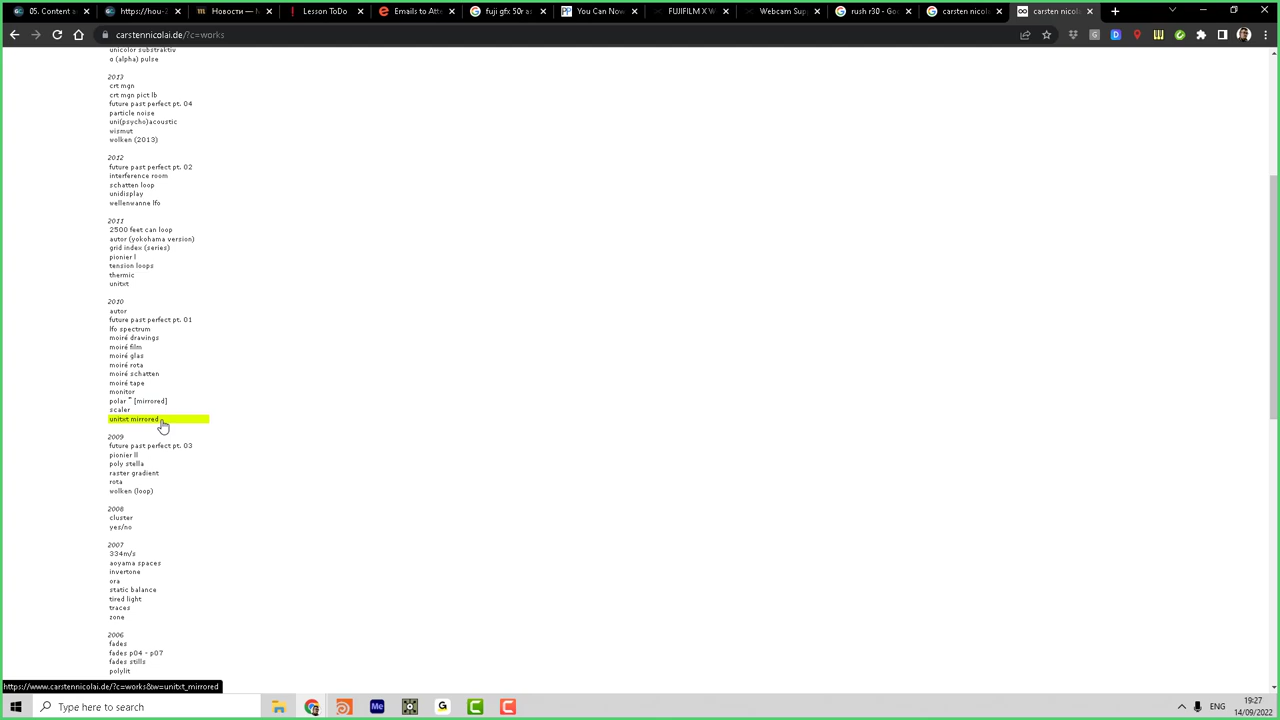 05. Content a
https://hou-2
Новости — М
Lesson ToDo
Emails to Atte
fuji gfx 50r a
You Can Now
FUJIFILM X W
Webcam Sup
rush r30 - Go
carsten nicol
carsten nicola
carstennicolai.de/?c=works
unicolor substraktiv
α (alpha) pulse
2013
crt mgn
crt mgn pict lb
future past perfect pt. 04
particle noise
uni(psycho)acoustic
wismut
wolken (2013)
2012
future past perfect pt. 02
interference room
schatten loop
unidisplay
wellenwanne lfo
2011
2500 feet can loop
autor (yokohama version)
grid index (series)
pionier I
tension loops
thermic
unitxt
2010
autor
future past perfect pt. 01
lfo spectrum
moiré drawings
moiré film
moiré glas
moiré rota
moiré schatten
moiré tape
monitor
polar ~ [mirrored]
scaler
unitxt mirrored
2009
future past perfect pt. 03
pionier II
poly stella
raster gradient
rota
wolken (loop)
2008
cluster
yes/no
2007
334m/s
aoyama spaces
invertone
ora
static balance
tired light
traces
zone
2006
fades
fades p04 - p07
fades stills
polylit
https://www.carstennicolai.de/?c=works&w=unitxt_mirrored
Type here to search
ENG
19:27
14/09/2022